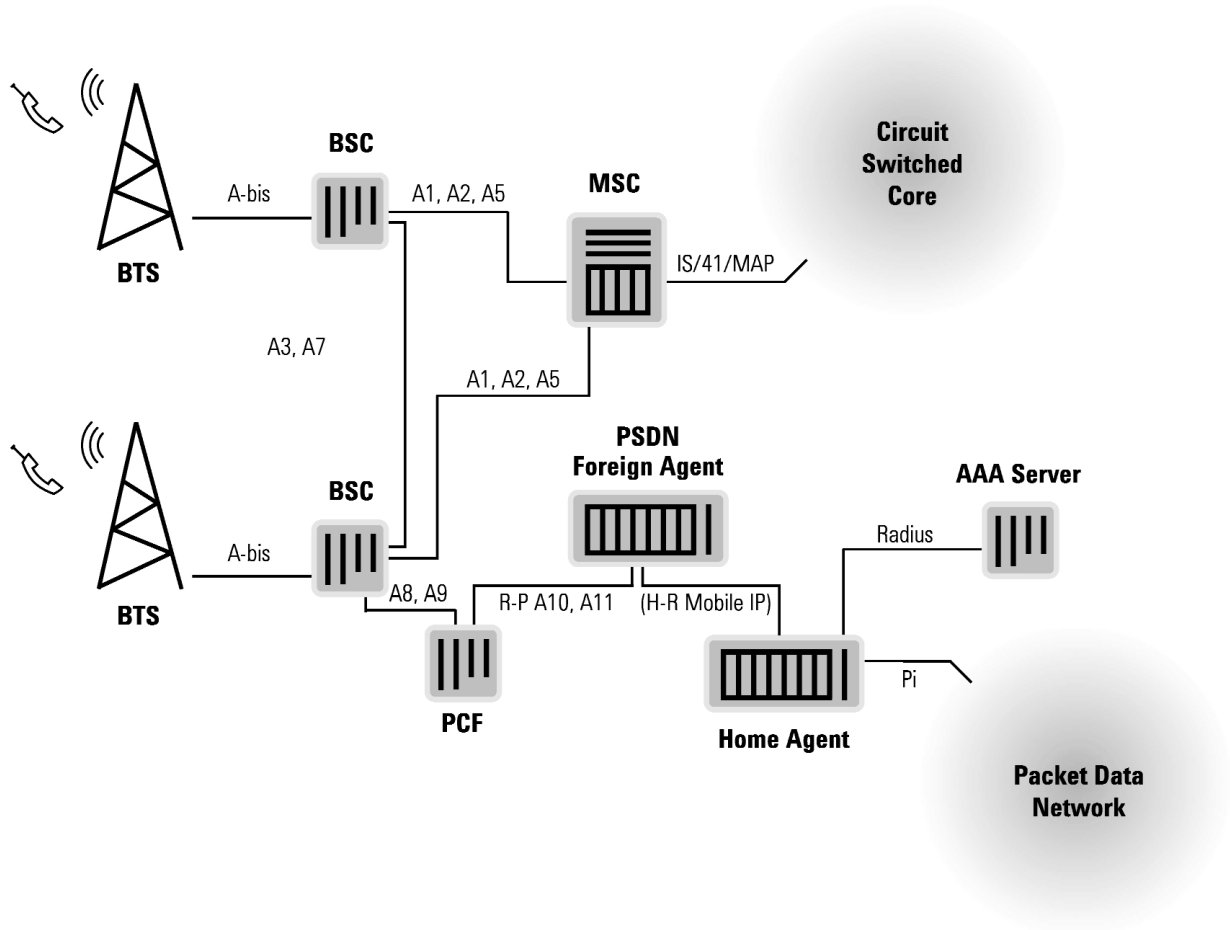 Circuit
Switched
Core
BSC
MSC
A-bis
A1, A2, A5
IS/41/MAP
BTS
A3, A7
A1, A2, A5
PSDN
Foreign Agent
AAA Server
BSC
Radius
A-bis
A8, A9
R-P A10, A11
(H-R Mobile IP)
BTS
Pi
PCF
Home Agent
Packet Data
Network